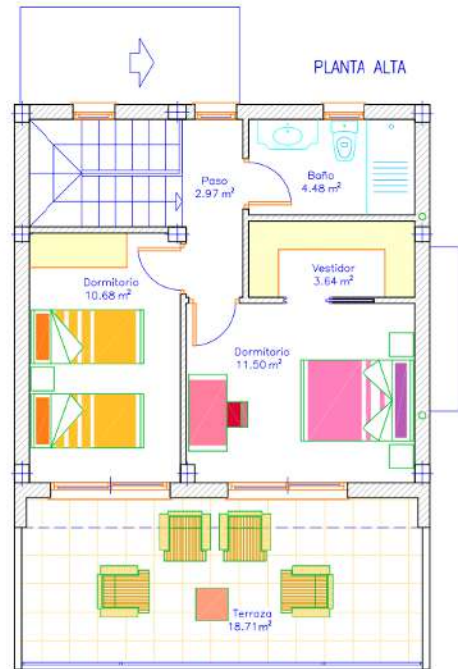 PLANTA ALTA
Paso
2.97 m²
Baño
4.48 m²
Vestidor
3.64 m²
Dormitorio
10.68 m²
Dormitorio
11.50 m²
Terraza
18.71 m²